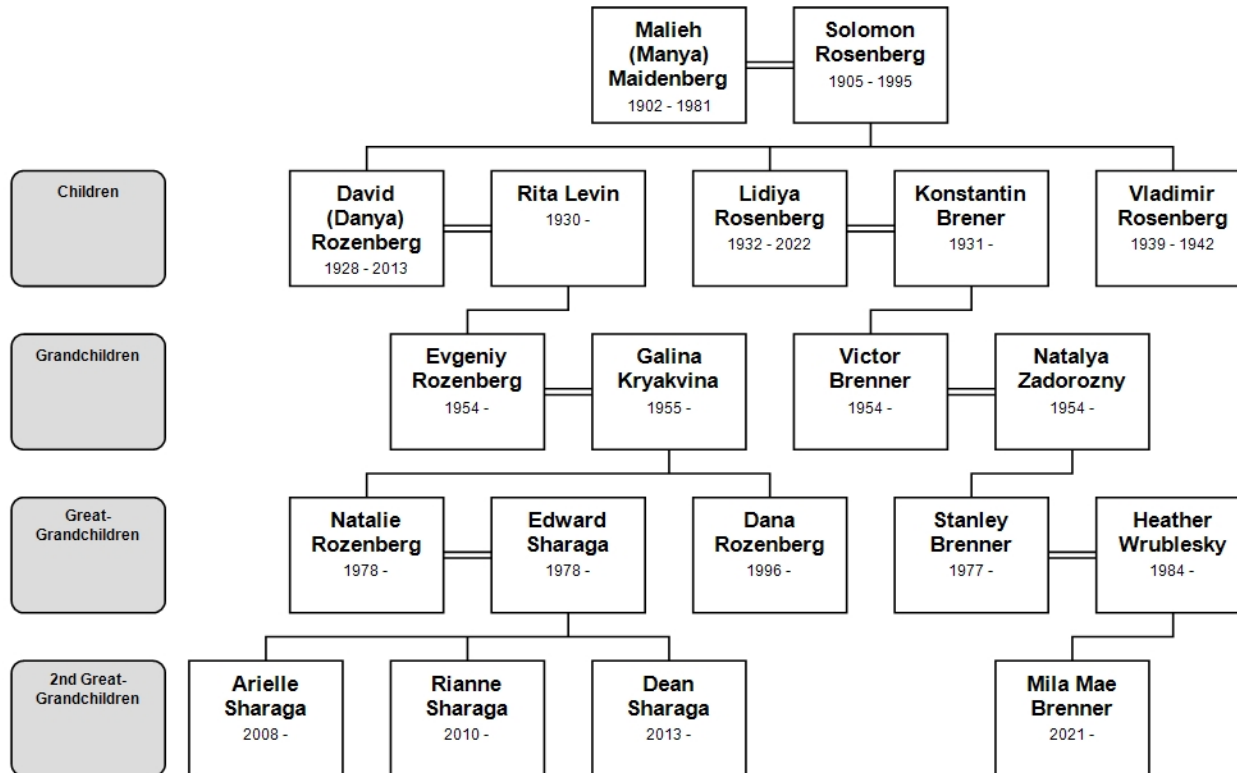 Malieh
(Manya)
Maidenberg
1902 - 1981
Solomon
Rosenberg
1905 - 1995
Children
David
(Danya)
Rozenberg
1928 - 2013
Rita Levin
1930 -
Lidiya
Rosenberg
1932 - 2022
Konstantin
Brener
1931 -
Vladimir
Rosenberg
1939 - 1942
Grandchildren
Evgeniy
Rozenberg
1954 -
Galina
Kryakvina
1955 -
Victor
Brenner
1954 -
Natalya
Zadorozny
1954 -
Great-
Grandchildren
Natalie
Rozenberg
1978 -
Edward
Sharaga
1978 -
Dana
Rozenberg
1996 -
Stanley
Brenner
1977 -
Heather
Wrublesky
1984 -
2nd Great-
Grandchildren
Arielle
Sharaga
2008 -
Rianne
Sharaga
2010 -
Dean
Sharaga
2013 -
Mila Mae
Brenner
2021 -